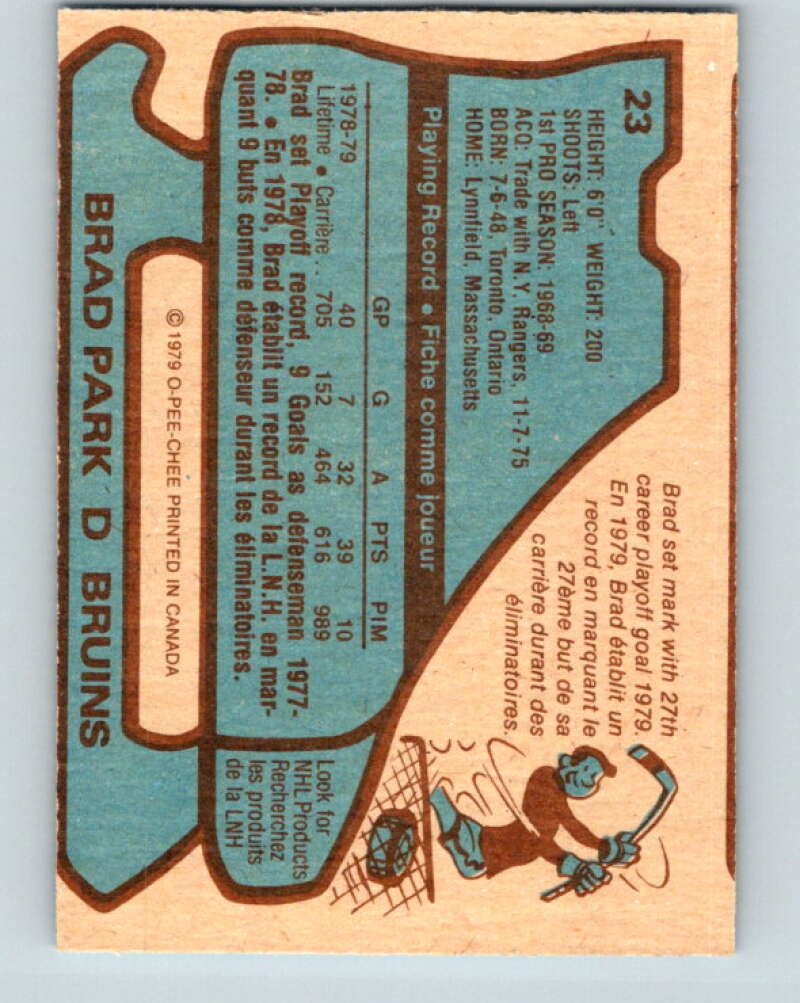 23
HEIGHT: 6'0" WEIGHT: 200
SHOOTS: Left
1st PRO SEASON: 1968-69
ACQ: Trade with N.Y. Rangers, 11-7-75
BORN: 7-6-48, Toronto, Ontario
HOME: Lynnfield, Massachusetts
Brad set mark with 27th
career playoff goal 1979.
En 1979, Brad établit un
record en marquant le
27ème but de sa
carrière durant des
éliminatoires.
Playing Record • Fiche comme joueur
GP G A PTS PIM
1978-79 40 7 32 39 10
Lifetime • Carrière .. 705 152 464 616 989
Brad set Playoff record, 9 Goals as defenseman 1977-
78. • En 1978, Brad établit un record de la L.N.H. en mar-
quant 9 buts comme défenseur durant les éliminatoires.
Look for
NHL Products
Recherchez
les produits
de la LNH
© 1979 O-PEE-CHEE PRINTED IN CANADA
BRAD PARK D BRUINS